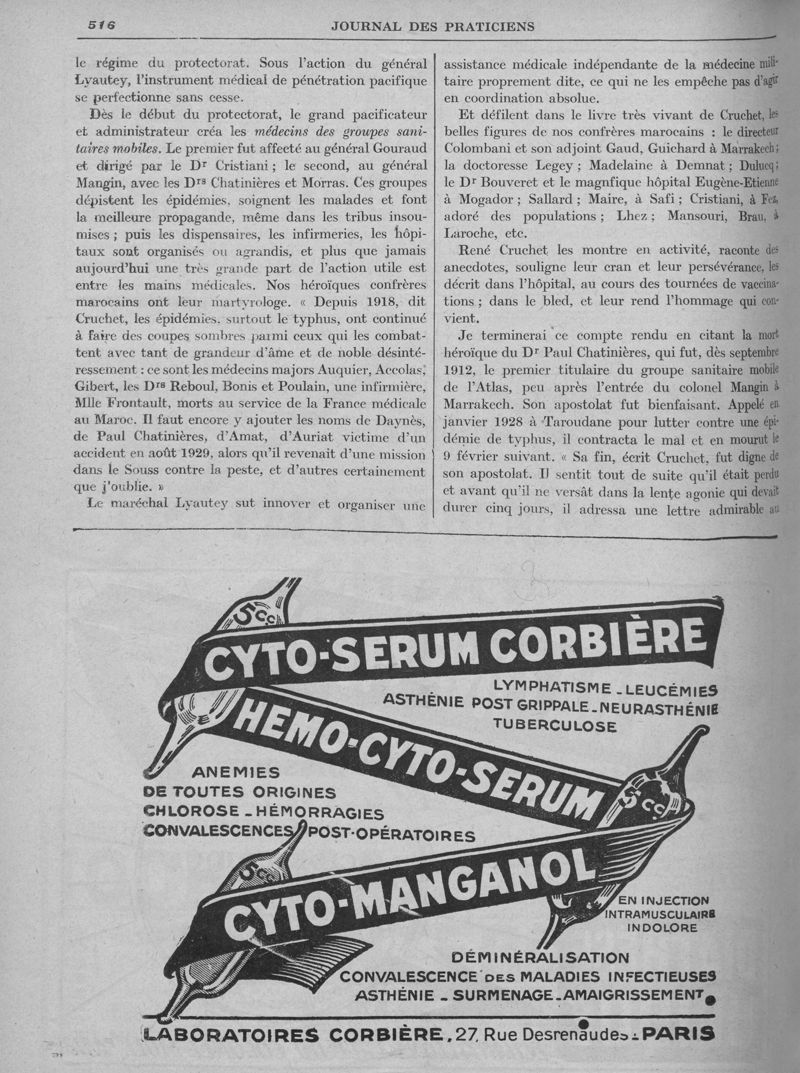 516
JOURNAL DES PRATICIENS
le régime du protectorat. Sous l'action du général
Lyautey, l'instrument médical de pénétration pacifique
se perfectionne sans cesse.
Dès le début du protectorat, le grand pacificateur
et administrateur créa les médecins des groupes sani-
taires mobiles. Le premier fut affecté au général Gouraud
et dirigé par le Dr Cristiani ; le second, au général
Mangin, avec les Drs Chatinières et Morras. Ces groupes
dépistent les épidémies, soignent les malades et font
la meilleure propagande, même dans les tribus insou-
mises ; puis les dispensaires, les infirmeries, les hôpi-
taux sont organisés ou agrandis, et plus que jamais
aujourd'hui une très grande part de l'action utile est
entre les mains médicales. Nos héroïques confrères
marocains ont leur martyrologe. « Depuis 1918, dit
Cruchet, les épidémies, surtout le typhus, ont continué
à faire des coupes sombres parmi ceux qui les combat-
tent avec tant de grandeur d'âme et de noble désinté-
ressement : ce sont les médecins majors Auquier, Accolas,
Gibert, les Drs Reboul, Bonis et Poulain, une infirmière,
Mlle Frontault, morts au service de la France médicale
au Maroc. Il faut encore y ajouter les noms de Daynès,
de Paul Chatinières, d'Amat, d'Auriat victime d'un
accident en août 1929, alors qu'il revenait d'une mission
dans le Souss contre la peste, et d'autres certainement
que j'oublie. »
Le maréchal Lyautey sut innover et organiser une
assistance médicale indépendante de la médecine mili-
taire proprement dite, ce qui ne les empêche pas d'agir
en coordination absolue.
Et défilent dans le livre très vivant de Cruchet, les
belles figures de nos confrères marocains : le directeur
Colombani et son adjoint Gaud, Guichard à Marrakech ;
la doctoresse Legey ; Madelaine à Demnat ; Dulucq ;
le Dr Bouveret et le magnfique hôpital Eugène-Etienne
à Mogador ; Sallard ; Maire, à Safi ; Cristiani, à Fez,
adoré des populations ; Lhez ; Mansouri, Brau, à
Laroche, etc.
René Cruchet les montre en activité, raconte des
anecdotes, souligne leur cran et leur persévérance, les
décrit dans l'hôpital, au cours des tournées de vaccina-
tions ; dans le bled, et leur rend l'hommage qui con-
vient.
Je terminerai ce compte rendu en citant la mort
héroïque du Dr Paul Chatinières, qui fut, dès septembre
1912, le premier titulaire du groupe sanitaire mobile
de l'Atlas, peu après l'entrée du colonel Mangin à
Marrakech. Son apostolat fut bienfaisant. Appelé en
janvier 1928 à Taroudane pour lutter contre une épi-
démie de typhus, il contracta le mal et en mourut le
9 février suivant. « Sa fin, écrit Cruchet, fut digne de
son apostolat. Il sentit tout de suite qu'il était perdu
et avant qu'il ne versât dans la lente agonie qui devait
durer cinq jours, il adressa une lettre admirable au
5cc
CYTO-SERUM CORBIÈRE
LYMPHATISME - LEUCÉMIES
ASTHÉNIE POST GRIPPALE - NEURASTHÉNIE
TUBERCULOSE
HEMO-CYTO-SERUM
5cc
ANEMIES
DE TOUTES ORIGINES
CHLOROSE - HÉMORRAGIES
CONVALESCENCES POST-OPÉRATOIRES
5cc
CYTO-MANGANOL
EN INJECTION
INTRAMUSCULAIRE
INDOLORE
DÉMINÉRALISATION
CONVALESCENCE DES MALADIES INFECTIEUSES
ASTHÉNIE - SURMENAGE - AMAIGRISSEMENT
LABORATOIRES CORBIÈRE, 27, Rue Desrenaudes - PARIS